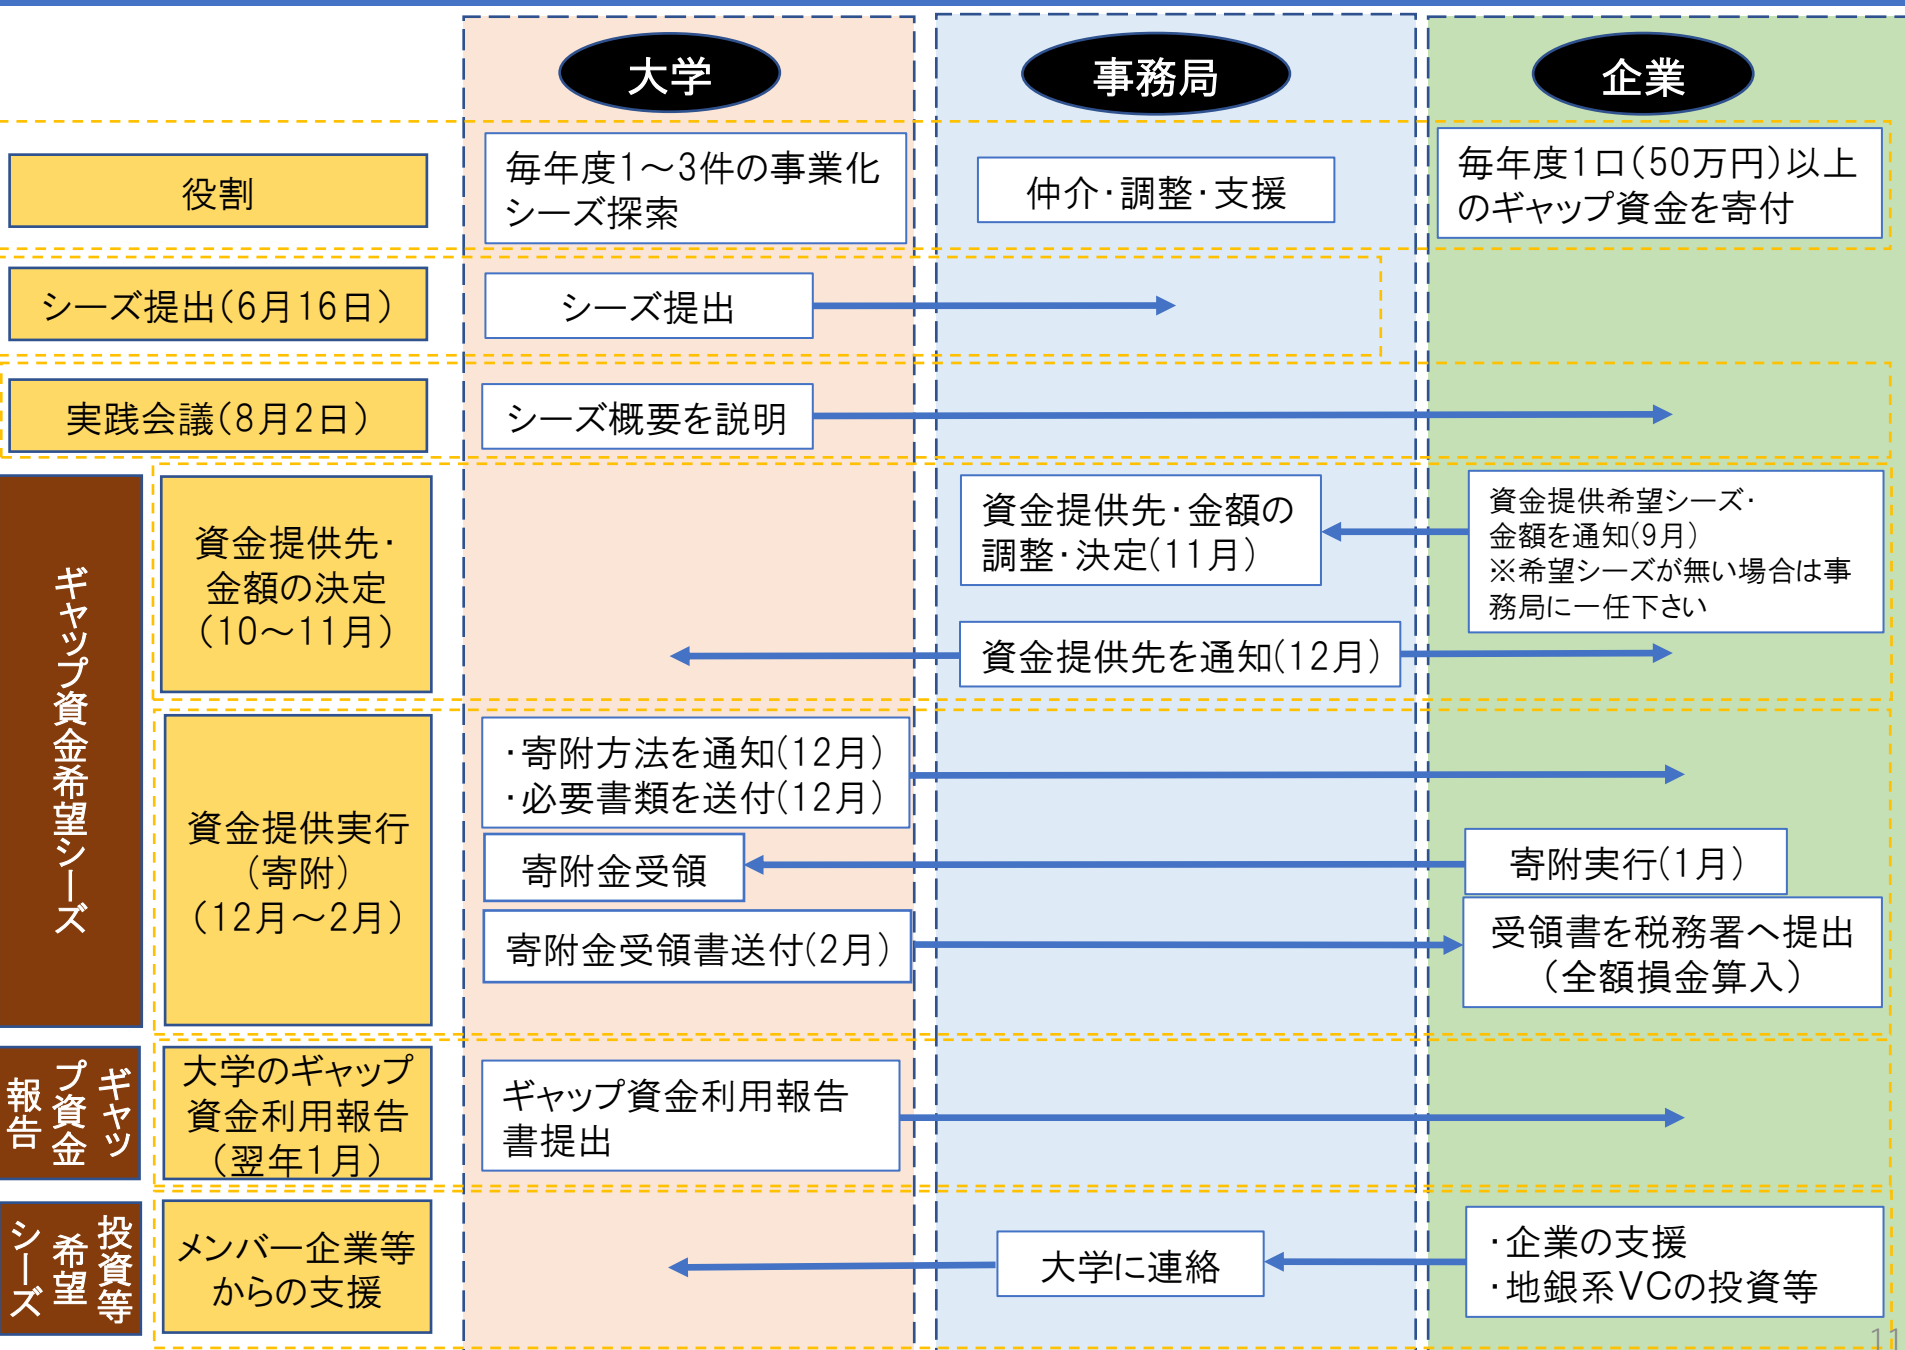 大学
事務局
企業
役割
毎年度1～3件の事業化
シーズ探索
仲介・調整・支援
毎年度1口(50万円)以上
のギャップ資金を寄付
シーズ提出(6月16日)
シーズ提出
実践会議(8月2日)
シーズ概要を説明
ギャップ資金希望シーズ
資金提供先・
金額の決定
(10～11月)
資金提供先・金額の
調整・決定(11月)
資金提供希望シーズ・
金額を通知(9月)
※希望シーズが無い場合は事
務局に一任下さい
資金提供先を通知(12月)
資金提供実行
(寄附)
(12月～2月)
・寄附方法を通知(12月)
・必要書類を送付(12月)
寄附金受領
寄附実行(1月)
寄附金受領書送付(2月)
受領書を税務署へ提出
(全額損金算入)
ギャッ
プ資金
報告
大学のギャップ
資金利用報告
(翌年1月)
ギャップ資金利用報告
書提出
投資等
希望
シーズ
メンバー企業等
からの支援
大学に連絡
・企業の支援
・地銀系VCの投資等
11